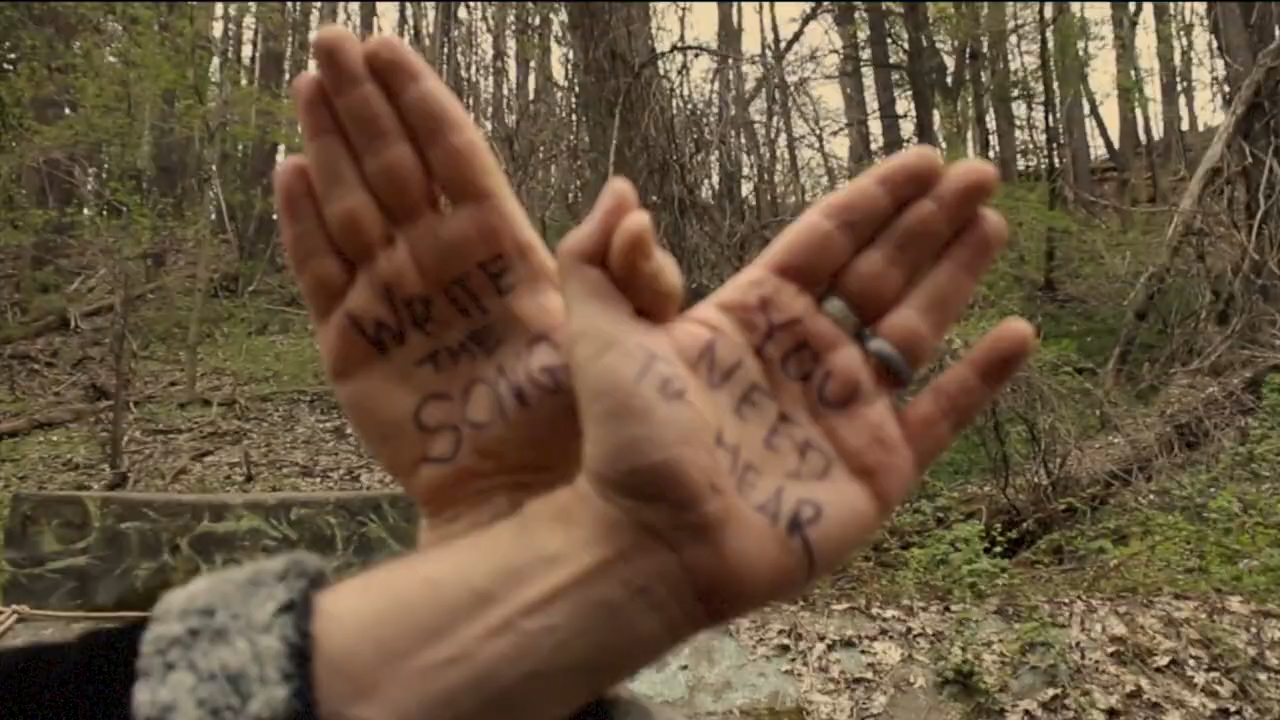 WRITE
THE
SONG
YOU
NEED
TO HEAR